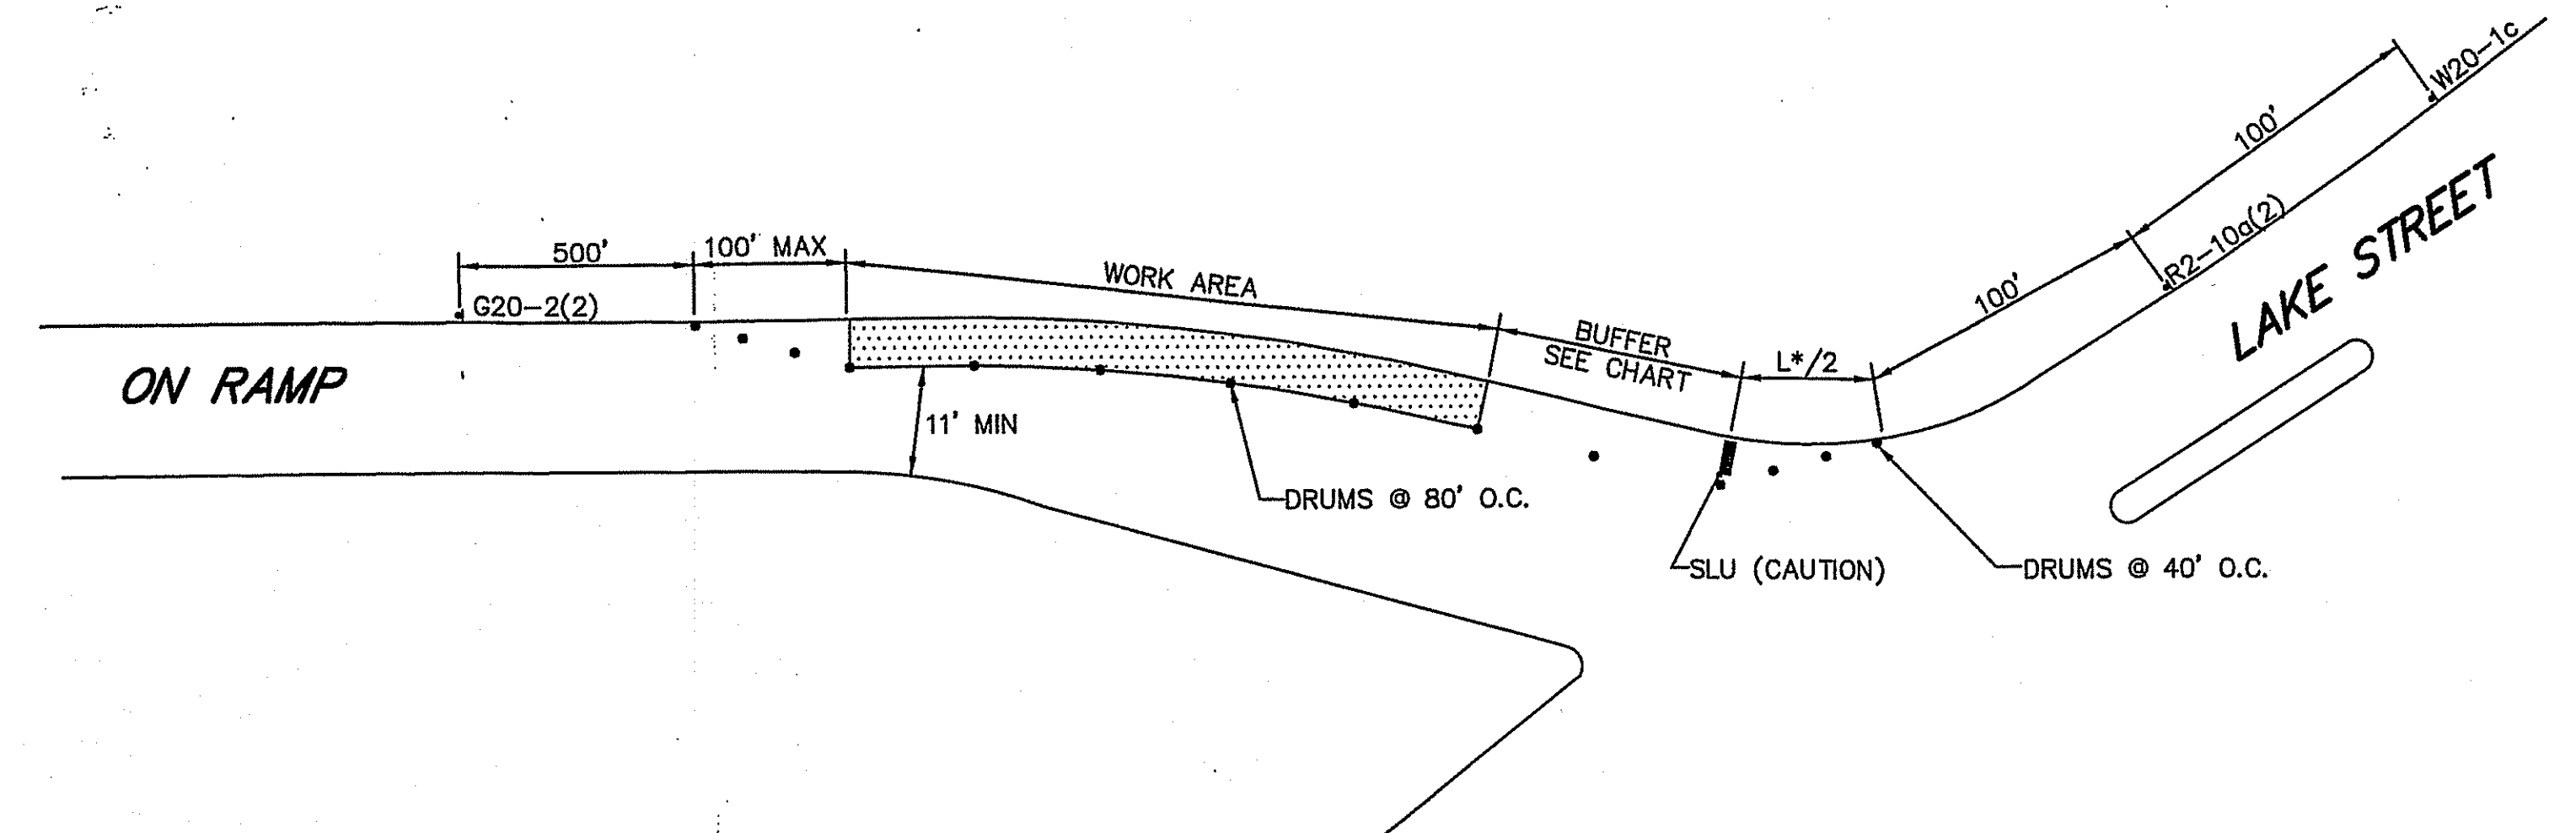 W20-1c
100'
R2-10a(2)
LAKE STREET
100'
500'
100' MAX
WORK AREA
BUFFER
SEE CHART
L*/2
G20-2(2)
ON RAMP
11' MIN
DRUMS @ 80' O.C.
SLU (CAUTION)
DRUMS @ 40' O.C.